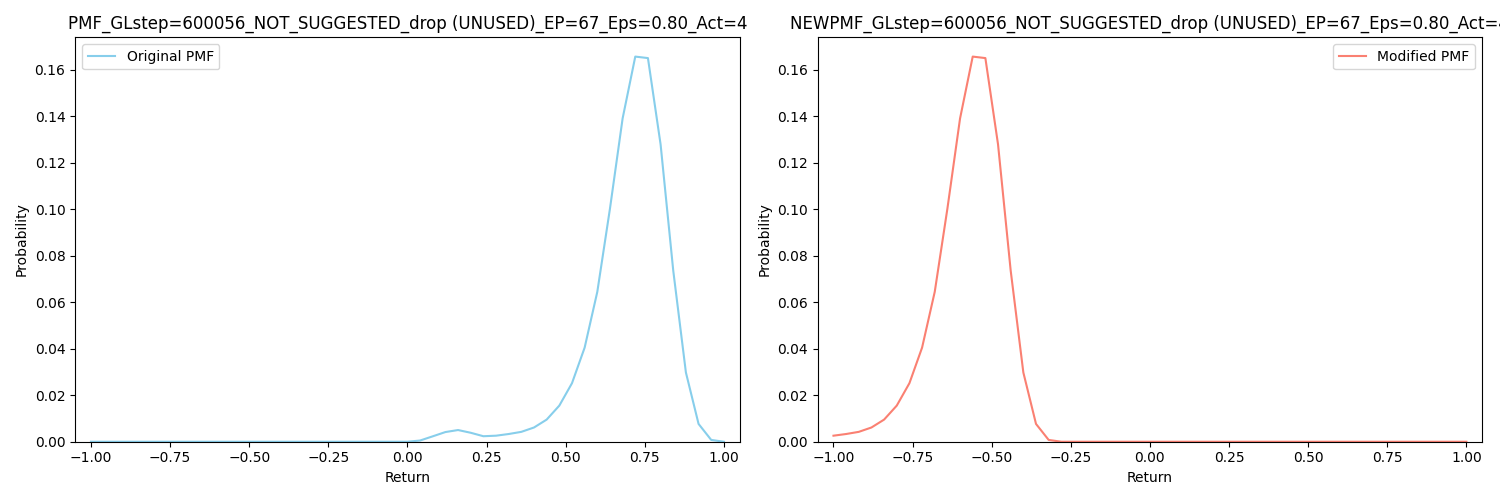 PMF_GLstep=600056_NOT_SUGGESTED_drop (UNUSED)_EP=67_Eps=0.80_Act=4
Original PMF
0.16
0.14
0.12
0.10
0.08
0.06
0.04
0.02
0.00
Probability
−1.00 −0.75 −0.50 −0.25 0.00 0.25 0.50 0.75 1.00
Return
NEWPMF_GLstep=600056_NOT_SUGGESTED_drop (UNUSED)_EP=67_Eps=0.80_Act=
Modified PMF
0.16
0.14
0.12
0.10
0.08
0.06
0.04
0.02
0.00
Probability
−1.00 −0.75 −0.50 −0.25 0.00 0.25 0.50 0.75 1.00
Return